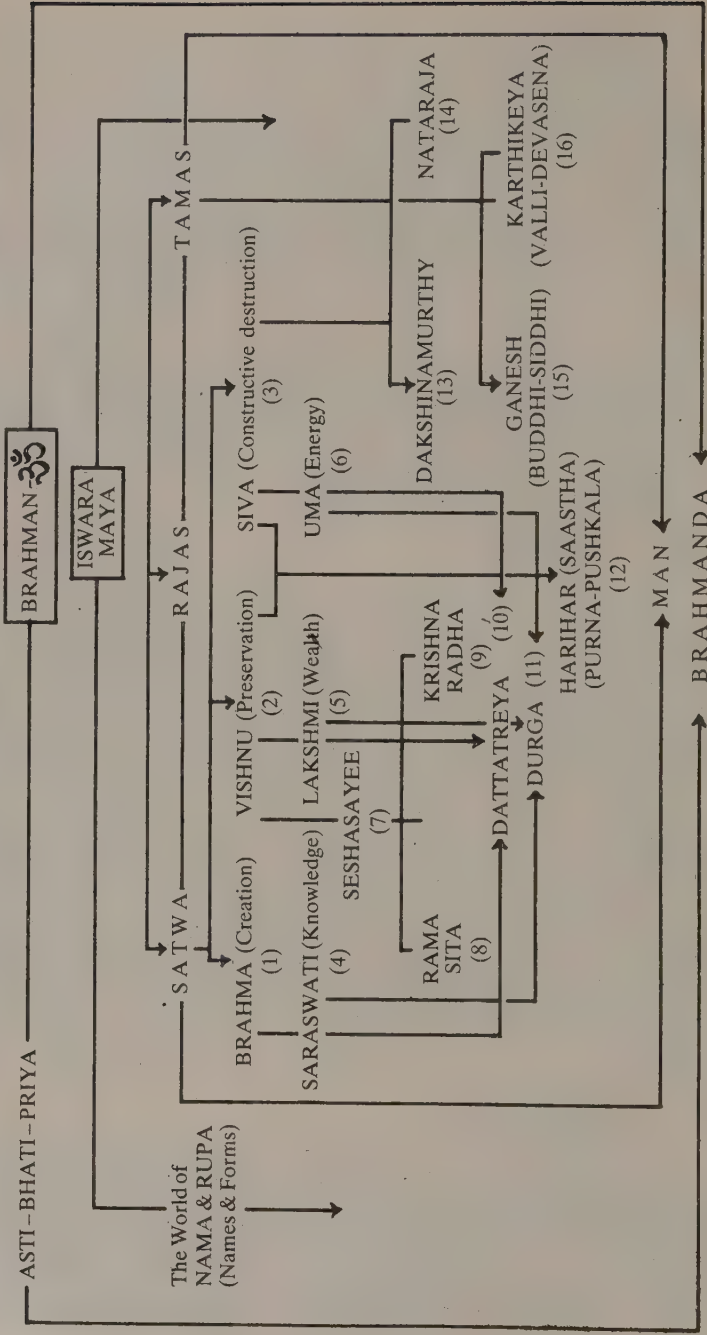 BRAHMAN-ॐ
ASTI–BHATI–PRIYA
ISWARA
MAYA
The World of
NAMA & RUPA
(Names & Forms)
SATWA
RAJAS
TAMAS
BRAHMA (Creation)
(1)
VISHNU (Preservation)
(2)
SIVA (Constructive destruction)
(3)
SARASWATI (Knowledge)
(4)
LAKSHMI (Wealth)
(5)
UMA (Energy)
(6)
SESHASAYEE
(7)
RAMA
SITA
(8)
KRISHNA
RADHA
(9)
DATTATREYA (10)
DURGA (11)
HARIHAR (SAASTHA)
(PURNA-PUSHKALA)
(12)
DAKSHINAMURTHY
(13)
NATARAJA
(14)
GANESH
(BUDDHI-SIDDHI)
(15)
KARTHIKEYA
(VALLI-DEVASENA)
(16)
MAN
BRAHMANDA